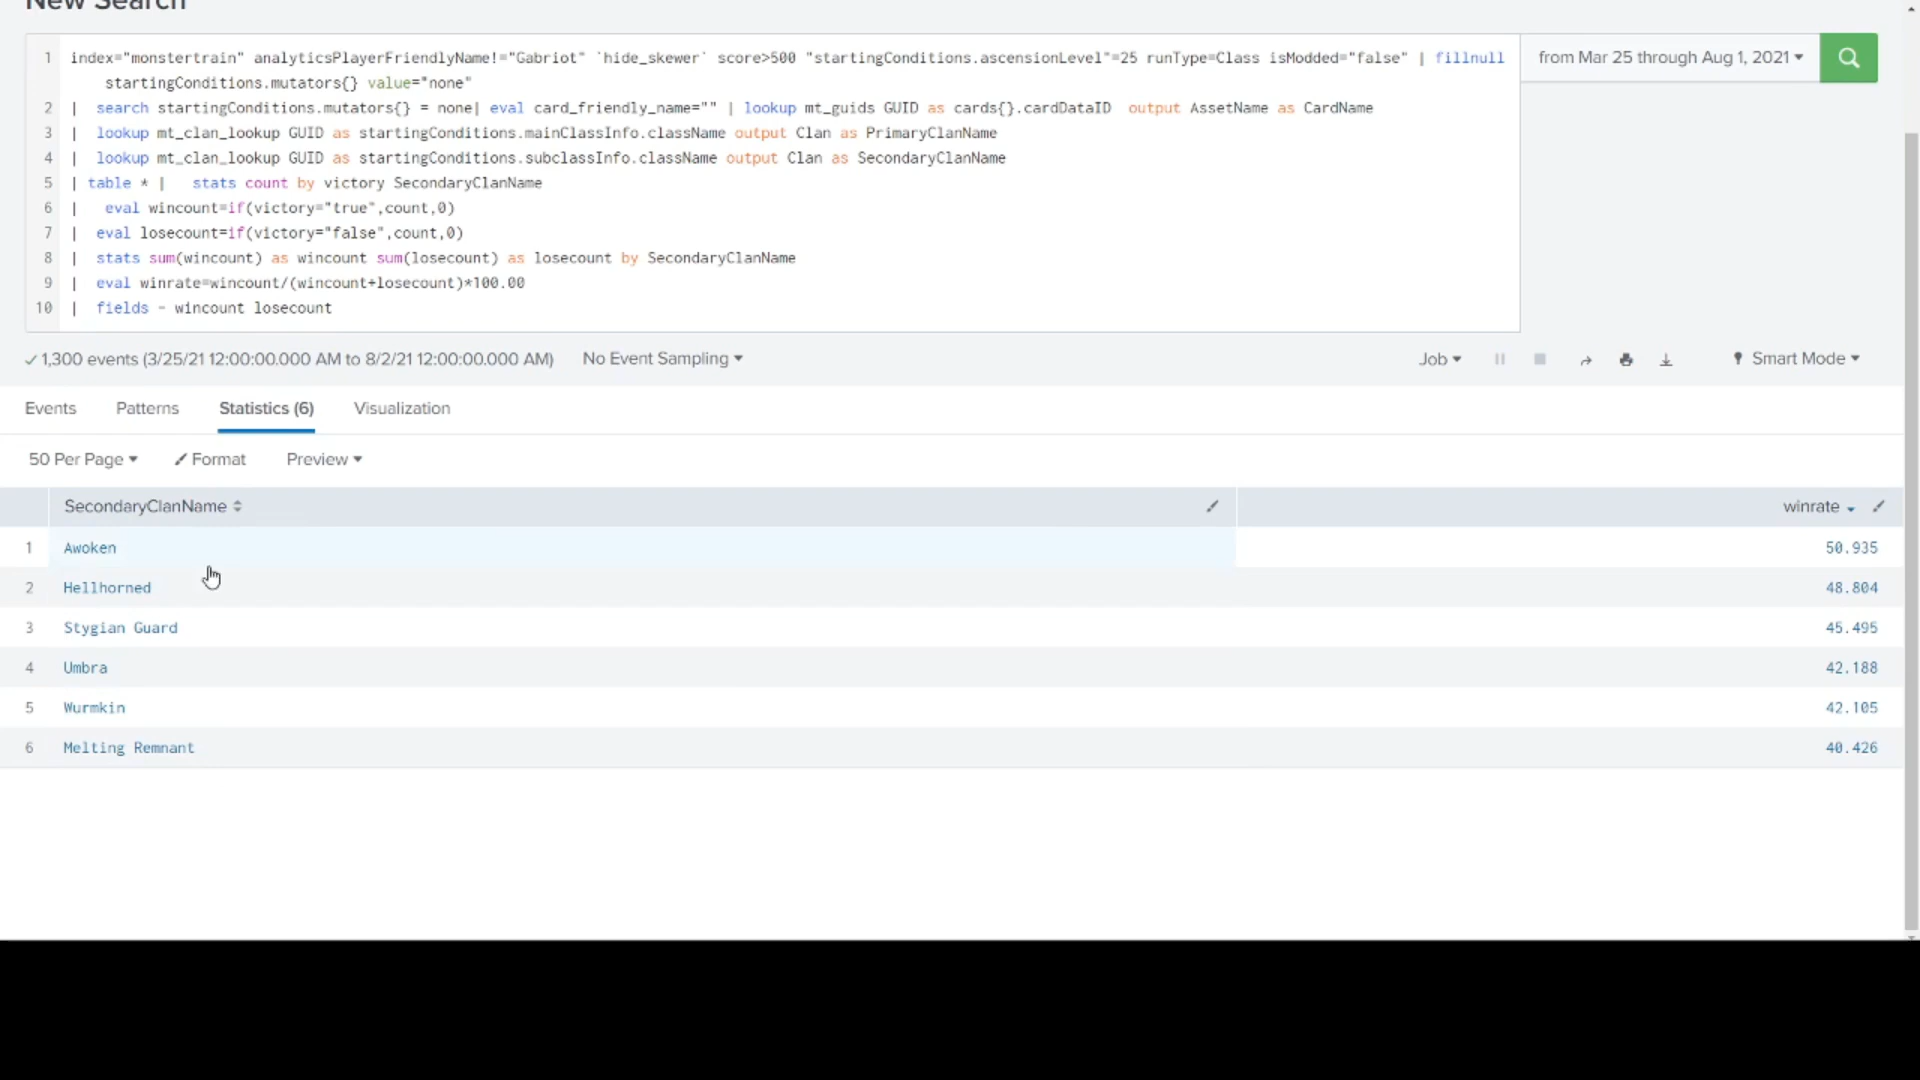 New Search
1 index="monstertrain" analyticsPlayerFriendlyName!="Gabriot" `hide_skewer` score>500 "startingConditions.ascensionLevel"=25 runType=Class isModded="false" | fillnull
startingConditions.mutators{} value="none"
from Mar 25 through Aug 1, 2021
2 | search startingConditions.mutators{} = none| eval card_friendly_name="" | lookup mt_guids GUID as cards{}.cardDataID output AssetName as CardName
3 | lookup mt_clan_lookup GUID as startingConditions.mainClassInfo.className output Clan as PrimaryClanName
4 | lookup mt_clan_lookup GUID as startingConditions.subclassInfo.className output Clan as SecondaryClanName
5 | table * | stats count by victory SecondaryClanName
6 | eval wincount=if(victory="true",count,0)
7 | eval losecount=if(victory="false",count,0)
8 | stats sum(wincount) as wincount sum(losecount) as losecount by SecondaryClanName
9 | eval winrate=wincount/(wincount+losecount)*100.00
10 | fields - wincount losecount
✓ 1,300 events (3/25/21 12:00:00.000 AM to 8/2/21 12:00:00.000 AM) No Event Sampling Job Smart Mode
Events Patterns Statistics (6) Visualization
50 Per Page Format Preview
SecondaryClanName winrate
1 Awoken 50.935
2 Hellhorned 48.804
3 Stygian Guard 45.495
4 Umbra 42.188
5 Wurmkin 42.105
6 Melting Remnant 40.426